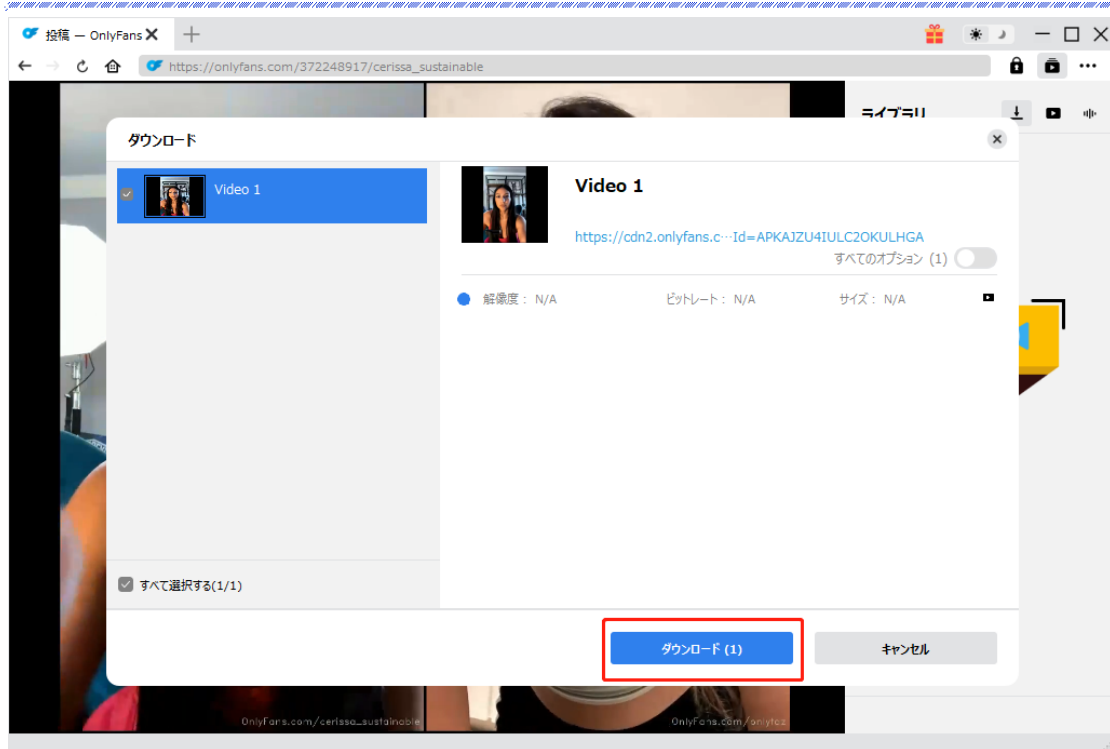 投稿 — OnlyFans
https://onlyfans.com/372248917/cerissa_sustainable
ライブラリ
ダウンロード
Video 1
Video 1
https://cdn2.onlyfans.c···Id=APKAJZU4IULC2OKULHGA
すべてのオプション (1)
解像度： N/A ビットレート： N/A サイズ： N/A
すべて選択する(1/1)
ダウンロード (1)
キャンセル
OnlyFans.com/cerissa_sustainable
OnlyFans.com/onlytaz